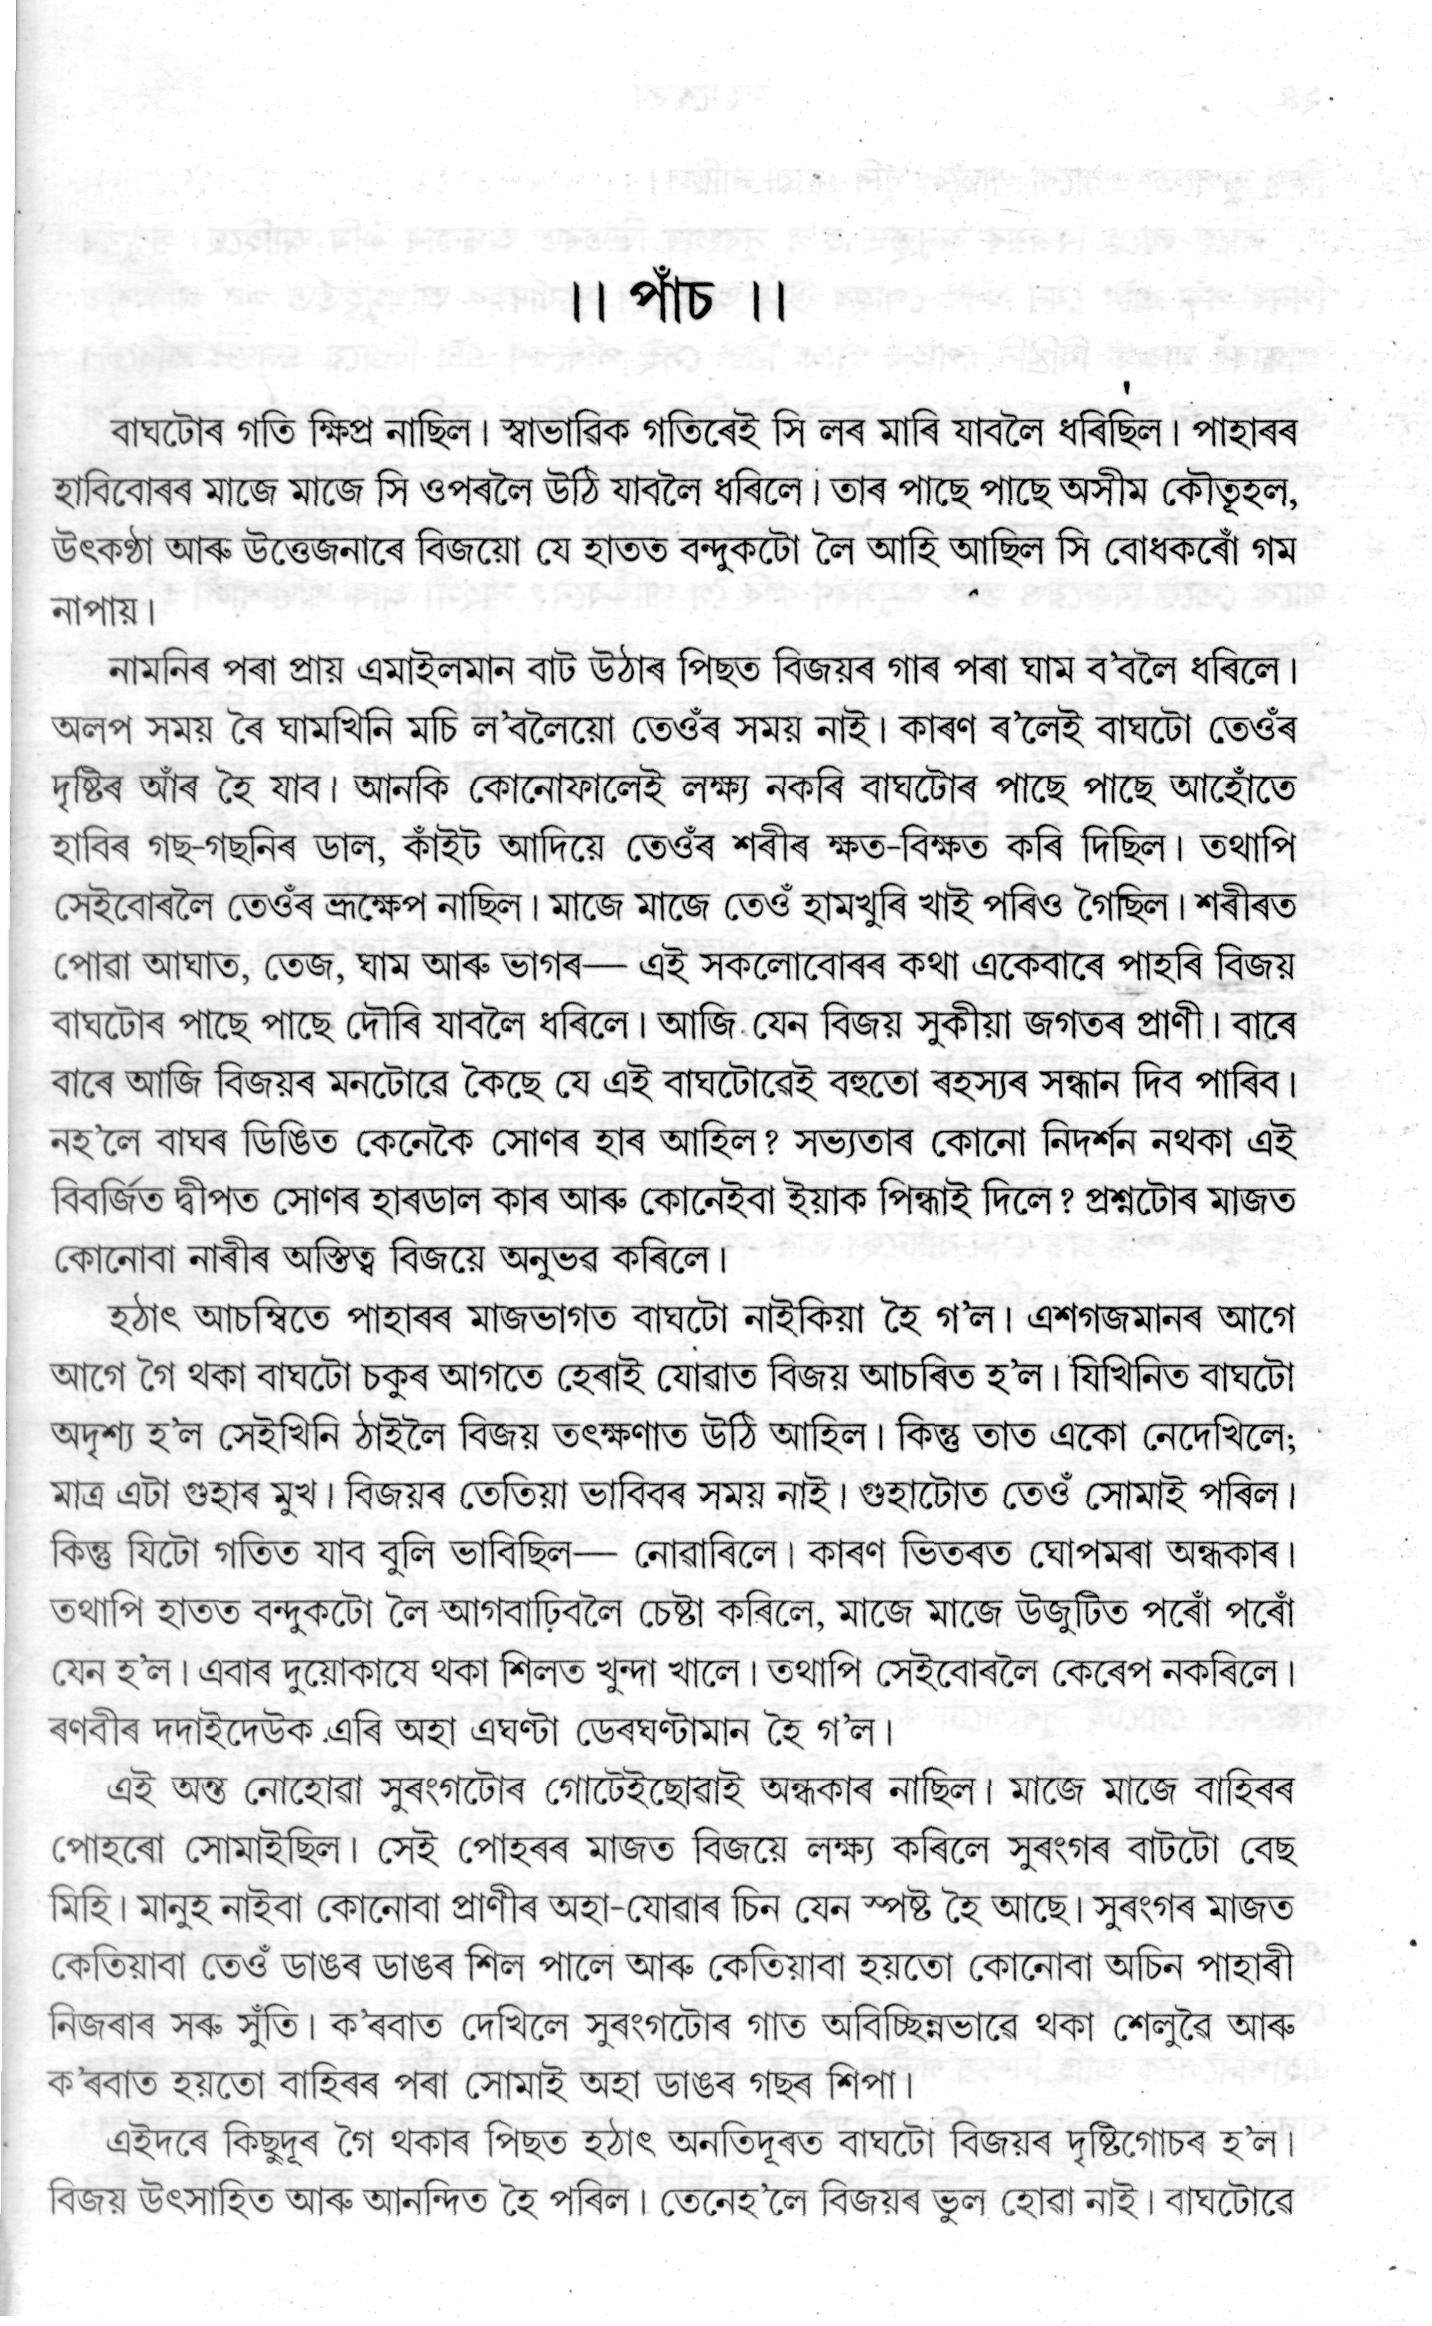 ।। পাঁচ ।।
বাঘটোৰ গতি ক্ষিপ্ৰ নাছিল। স্বাভাৱিক গতিৰেই সি লৰ মাৰি যাবলৈ ধৰিছিল। পাহাৰৰ
হাবিবোৰৰ মাজে মাজে সি ওপৰলৈ উঠি যাবলৈ ধৰিলে। তাৰ পাছে পাছে অসীম কৌতূহল,
উৎকণ্ঠা আৰু উত্তেজনাৰে বিজয়ো যে হাতত বন্দুকটো লৈ আহি আছিল সি বোধকৰোঁ গম
নাপায়।
নামনিৰ পৰা প্ৰায় এমাইলমান বাট উঠাৰ পিছত বিজয়ৰ গাৰ পৰা ঘাম ব’বলৈ ধৰিলে।
অলপ সময় ৰৈ ঘামখিনি মচি ল’বলৈয়ো তেওঁৰ সময় নাই। কাৰণ ৰ’লেই বাঘটো তেওঁৰ
দৃষ্টিৰ আঁৰ হৈ যাব। আনকি কোনোফালেই লক্ষ্য নকৰি বাঘটোৰ পাছে পাছে আহোঁতে
হাবিৰ গছ-গছনিৰ ডাল, কাঁইট আদিয়ে তেওঁৰ শৰীৰ ক্ষত-বিক্ষত কৰি দিছিল। তথাপি
সেইবোৰলৈ তেওঁৰ ভ্ৰূক্ষেপ নাছিল। মাজে মাজে তেওঁ হামখুৰি খাই পৰিও গৈছিল। শৰীৰত
পোৱা আঘাত, তেজ, ঘাম আৰু ভাগৰ— এই সকলোবোৰৰ কথা একেবাৰে পাহৰি বিজয়
বাঘটোৰ পাছে পাছে দৌৰি যাবলৈ ধৰিলে। আজি যেন বিজয় সুকীয়া জগতৰ প্ৰাণী। বাৰে
বাৰে আজি বিজয়ৰ মনটোৱে কৈছে যে এই বাঘটোৱেই বহুতো ৰহস্যৰ সন্ধান দিব পাৰিব।
নহ’লে বাঘৰ ডিঙিত কেনেকৈ সোণৰ হাৰ আহিল? সভ্যতাৰ কোনো নিদৰ্শন নথকা এই
বিবৰ্জিত দ্বীপত সোণৰ হাৰডাল কাৰ আৰু কোনেইবা ইয়াক পিন্ধাই দিলে? প্ৰশ্নটোৰ মাজত
কোনোবা নাৰীৰ অস্তিত্ব বিজয়ে অনুভৱ কৰিলে।
হঠাৎ আচম্বিতে পাহাৰৰ মাজভাগত বাঘটো নাইকিয়া হৈ গ’ল। এশগজমানৰ আগে
আগে গৈ থকা বাঘটো চকুৰ আগতে হেৰাই যোৱাত বিজয় আচৰিত হ’ল। যিখিনিত বাঘটো
অদৃশ্য হ’ল সেইখিনি ঠাইলৈ বিজয় তৎক্ষণাত উঠি আহিল। কিন্তু তাত একো নেদেখিলে;
মাত্ৰ এটা গুহাৰ মুখ। বিজয়ৰ তেতিয়া ভাবিবৰ সময় নাই। গুহাটোত তেওঁ সোমাই পৰিল।
কিন্তু যিটো গতিত যাব বুলি ভাবিছিল— নোৱাৰিলে। কাৰণ ভিতৰত ঘোপমৰা অন্ধকাৰ।
তথাপি হাতত বন্দুকটো লৈ আগবাঢ়িবলৈ চেষ্টা কৰিলে, মাজে মাজে উজুটিত পৰোঁ পৰোঁ
যেন হ’ল। এবাৰ দুয়োকাষে থকা শিলত খুন্দা খালে। তথাপি সেইবোৰলৈ কেৰেপ নকৰিলে।
ৰণবীৰ দদাইদেউক এৰি অহা এঘণ্টা ডেৰঘণ্টামান হৈ গ’ল।
এই অন্ত নোহোৱা সুৰংগটোৰ গোটেইছোৱাই অন্ধকাৰ নাছিল। মাজে মাজে বাহিৰৰ
পোহৰো সোমাইছিল। সেই পোহৰৰ মাজত বিজয়ে লক্ষ্য কৰিলে সুৰংগৰ বাটটো বেছ
মিহি। মানুহ নাইবা কোনোবা প্ৰাণীৰ অহা-যোৱাৰ চিন যেন স্পষ্ট হৈ আছে। সুৰংগৰ মাজত
কেতিয়াবা তেওঁ ডাঙৰ ডাঙৰ শিল পালে আৰু কেতিয়াবা হয়তো কোনোবা অচিন পাহাৰী
নিজৰাৰ সৰু সুঁতি। ক’ৰবাত দেখিলে সুৰংগটোৰ গাত অবিচ্ছিন্নভাৱে থকা শেলুৱৈ আৰু
ক’ৰবাত হয়তো বাহিৰৰ পৰা সোমাই অহা ডাঙৰ গছৰ শিপা।
এইদৰে কিছুদূৰ গৈ থকাৰ পিছত হঠাৎ অনতিদূৰত বাঘটো বিজয়ৰ দৃষ্টিগোচৰ হ’ল।
বিজয় উৎসাহিত আৰু আনন্দিত হৈ পৰিল। তেনেহ’লে বিজয়ৰ ভুল হোৱা নাই। বাঘটোৱে